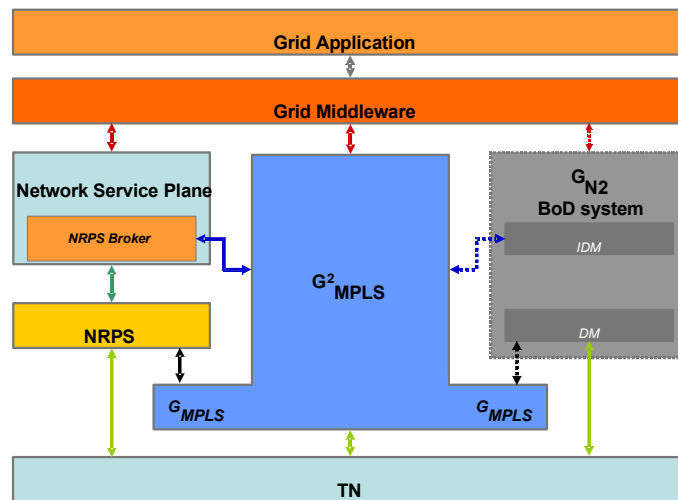 Grid Application
Grid Middleware
Network Service Plane
NRPS Broker
G2MPLS
GN2
BoD system
IDM
NRPS
DM
GMPLS
GMPLS
TN